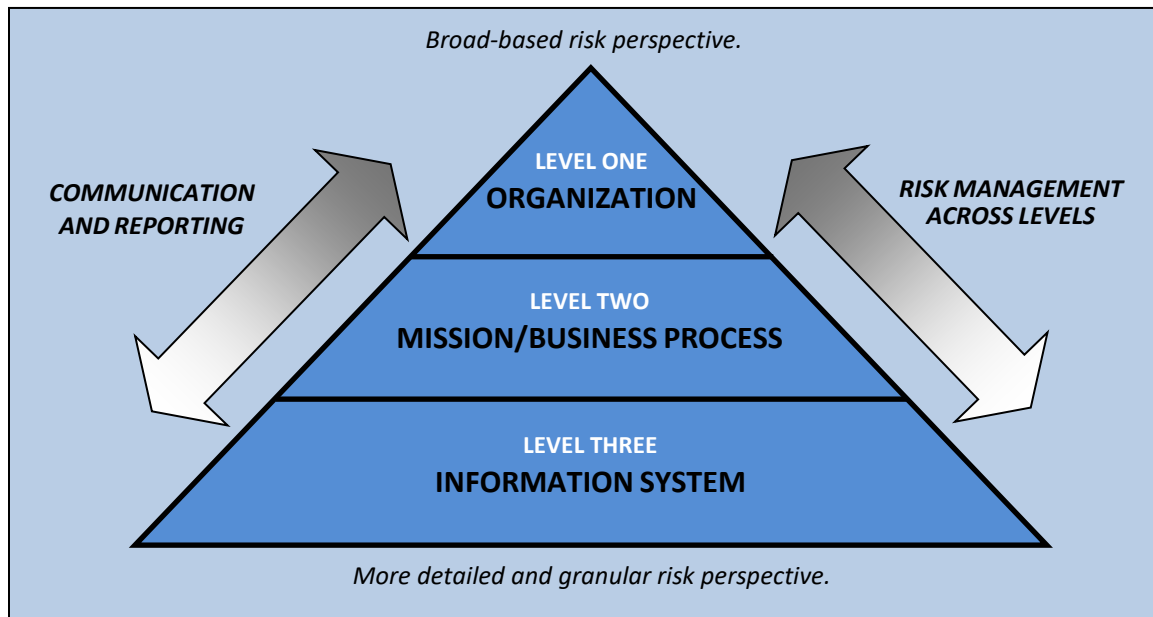 Broad-based risk perspective.
LEVEL ONE
ORGANIZATION
COMMUNICATION
AND REPORTING
RISK MANAGEMENT
ACROSS LEVELS
LEVEL TWO
MISSION/BUSINESS PROCESS
LEVEL THREE
INFORMATION SYSTEM
More detailed and granular risk perspective.